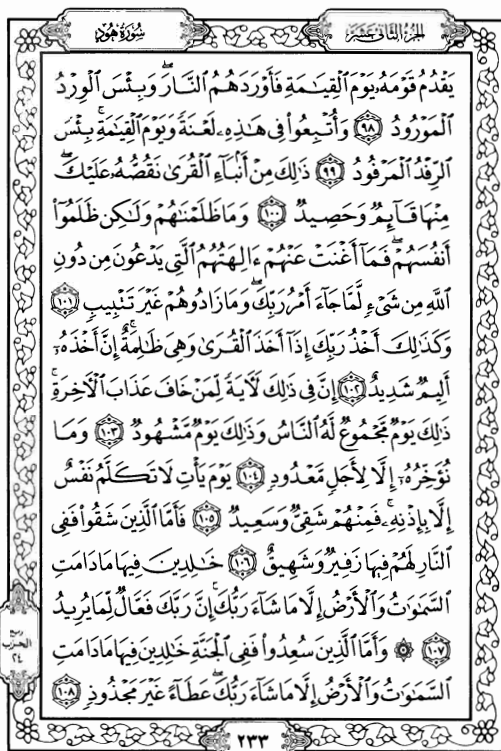 الجزء الثاني عشر
سورة هود
يَقْدُمُ قَوْمَهُۥ يَوْمَ ٱلْقِيَٰمَةِ فَأَوْرَدَهُمُ ٱلنَّارَۖ وَبِئْسَ ٱلْوِرْدُ
ٱلْمَوْرُودُ ٩٨ وَأُتْبِعُوا۟ فِى هَٰذِهِۦ لَعْنَةً وَيَوْمَ ٱلْقِيَٰمَةِۚ بِئْسَ
ٱلرِّفْدُ ٱلْمَرْفُودُ ٩٩ ذَٰلِكَ مِنْ أَنۢبَآءِ ٱلْقُرَىٰ نَقُصُّهُۥ عَلَيْكَۖ
مِنْهَا قَآئِمٌ وَحَصِيدٌ ١٠٠ وَمَا ظَلَمْنَٰهُمْ وَلَٰكِن ظَلَمُوٓا۟
أَنفُسَهُمْۖ فَمَآ أَغْنَتْ عَنْهُمْ ءَالِهَتُهُمُ ٱلَّتِى يَدْعُونَ مِن دُونِ
ٱللَّهِ مِن شَىْءٍ لَّمَّا جَآءَ أَمْرُ رَبِّكَۖ وَمَا زَادُوهُمْ غَيْرَ تَتْبِيبٍ ١٠١
وَكَذَٰلِكَ أَخْذُ رَبِّكَ إِذَآ أَخَذَ ٱلْقُرَىٰ وَهِىَ ظَٰلِمَةٌۚ إِنَّ أَخْذَهُۥٓ
أَلِيمٌ شَدِيدٌ ١٠٢ إِنَّ فِى ذَٰلِكَ لَءَايَةً لِّمَنْ خَافَ عَذَابَ ٱلْءَاخِرَةِۚ
ذَٰلِكَ يَوْمٌ مَّجْمُوعٌ لَّهُ ٱلنَّاسُ وَذَٰلِكَ يَوْمٌ مَّشْهُودٌ ١٠٣ وَمَا
نُؤَخِّرُهُۥٓ إِلَّا لِأَجَلٍ مَّعْدُودٍ ١٠٤ يَوْمَ يَأْتِ لَا تَكَلَّمُ نَفْسٌ
إِلَّا بِإِذْنِهِۦۚ فَمِنْهُمْ شَقِىٌّ وَسَعِيدٌ ١٠٥ فَأَمَّا ٱلَّذِينَ شَقُوا۟ فَفِى
ٱلنَّارِ لَهُمْ فِيهَا زَفِيرٌ وَشَهِيقٌ ١٠٦ خَٰلِدِينَ فِيهَا مَا دَامَتِ
ٱلسَّمَٰوَٰتُ وَٱلْأَرْضُ إِلَّا مَا شَآءَ رَبُّكَۚ إِنَّ رَبَّكَ فَعَّالٌ لِّمَا يُرِيدُ
١٠٧ ۞ وَأَمَّا ٱلَّذِينَ سُعِدُوا۟ فَفِى ٱلْجَنَّةِ خَٰلِدِينَ فِيهَا مَا دَامَتِ
ٱلسَّمَٰوَٰتُ وَٱلْأَرْضُ إِلَّا مَا شَآءَ رَبُّكَۖ عَطَآءً غَيْرَ مَجْذُوذٍ ١٠٨
ربع
الحزب
٢٤
٢٣٣